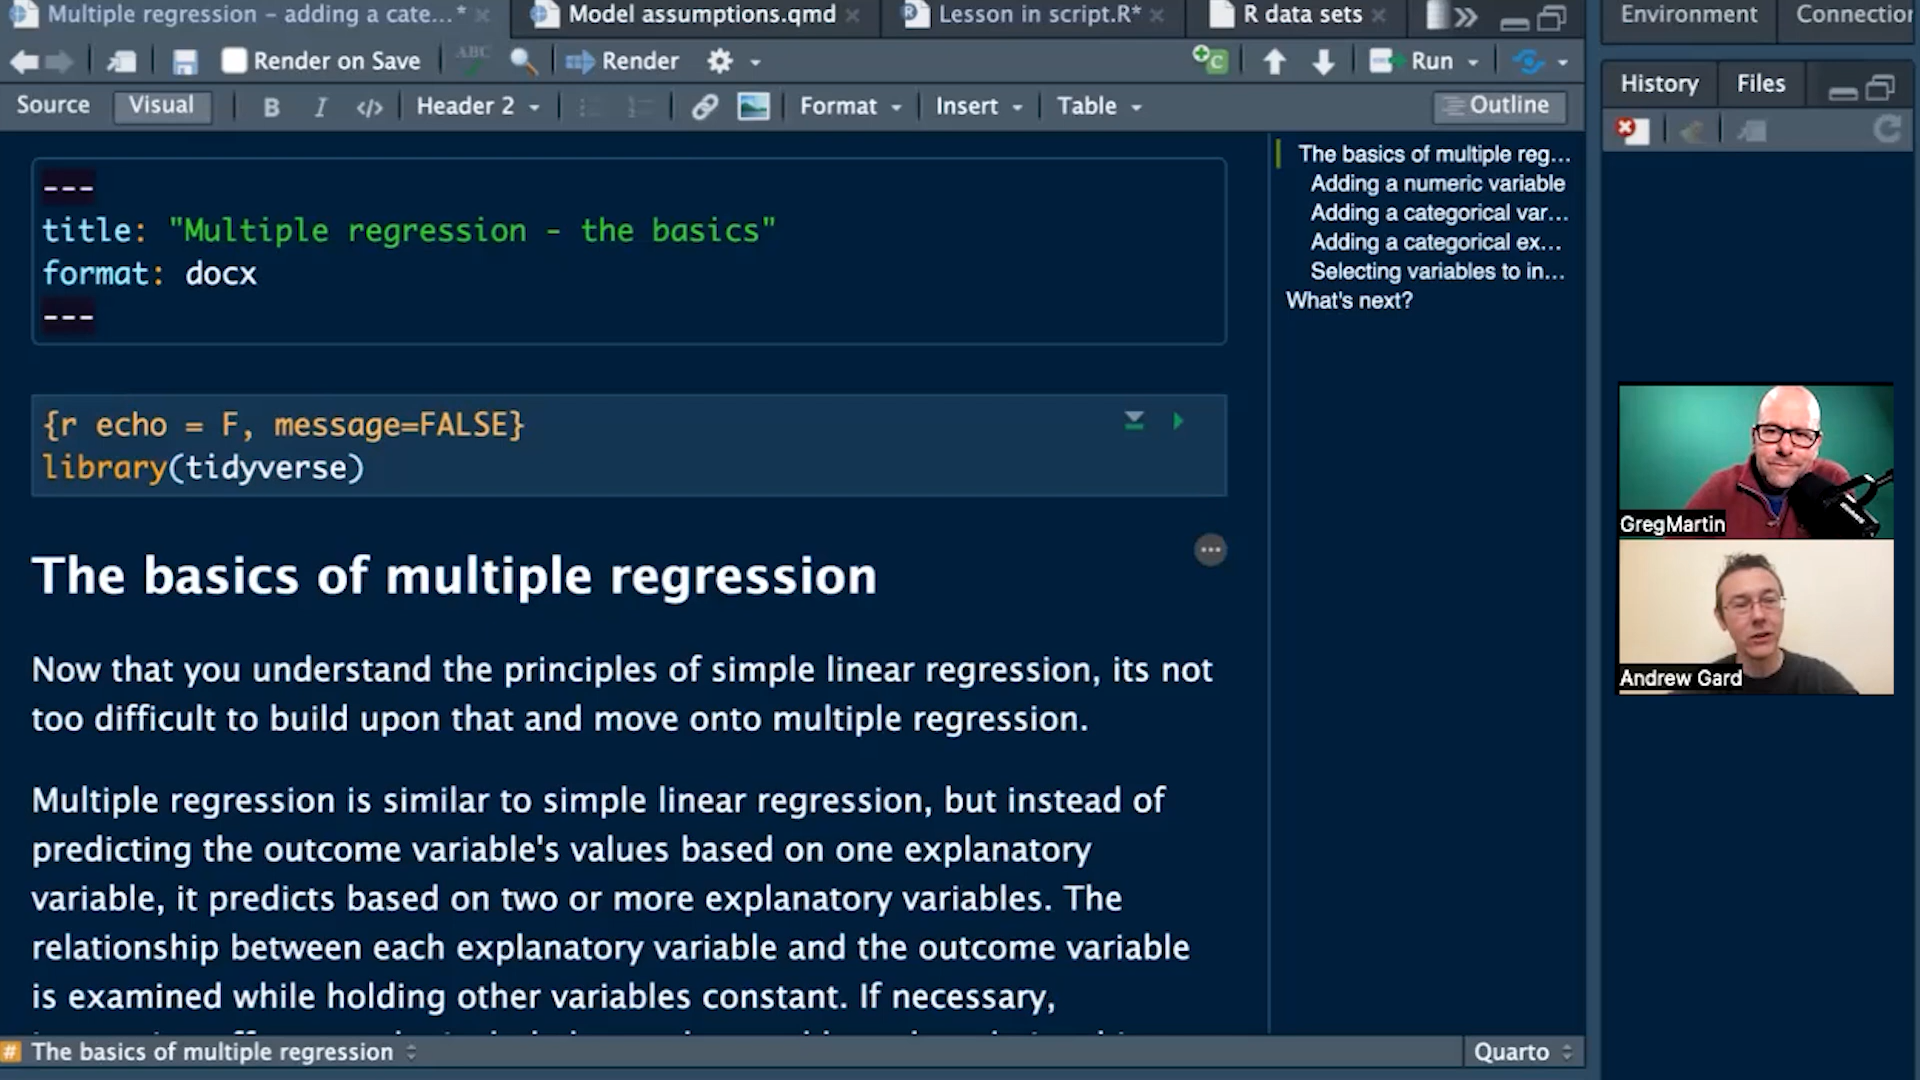 Multiple regression - adding a cate...*
Model assumptions.qmd
Lesson in script.R*
R data sets
Environment
Render on Save
ABC
Render
Run
History
Files
Source
Visual
B
I
</>
Header 2
Format
Insert
Table
Outline
---
title: "Multiple regression - the basics"
format: docx
---
The basics of multiple reg...
Adding a numeric variable
Adding a categorical var...
Adding a categorical ex...
Selecting variables to in...
What's next?
{r echo = F, message=FALSE}
library(tidyverse)
The basics of multiple regression
Now that you understand the principles of simple linear regression, its not
too difficult to build upon that and move onto multiple regression.
Multiple regression is similar to simple linear regression, but instead of
predicting the outcome variable's values based on one explanatory
variable, it predicts based on two or more explanatory variables. The
relationship between each explanatory variable and the outcome variable
is examined while holding other variables constant. If necessary,
GregMartin
Andrew Gard
# The basics of multiple regression
Quarto